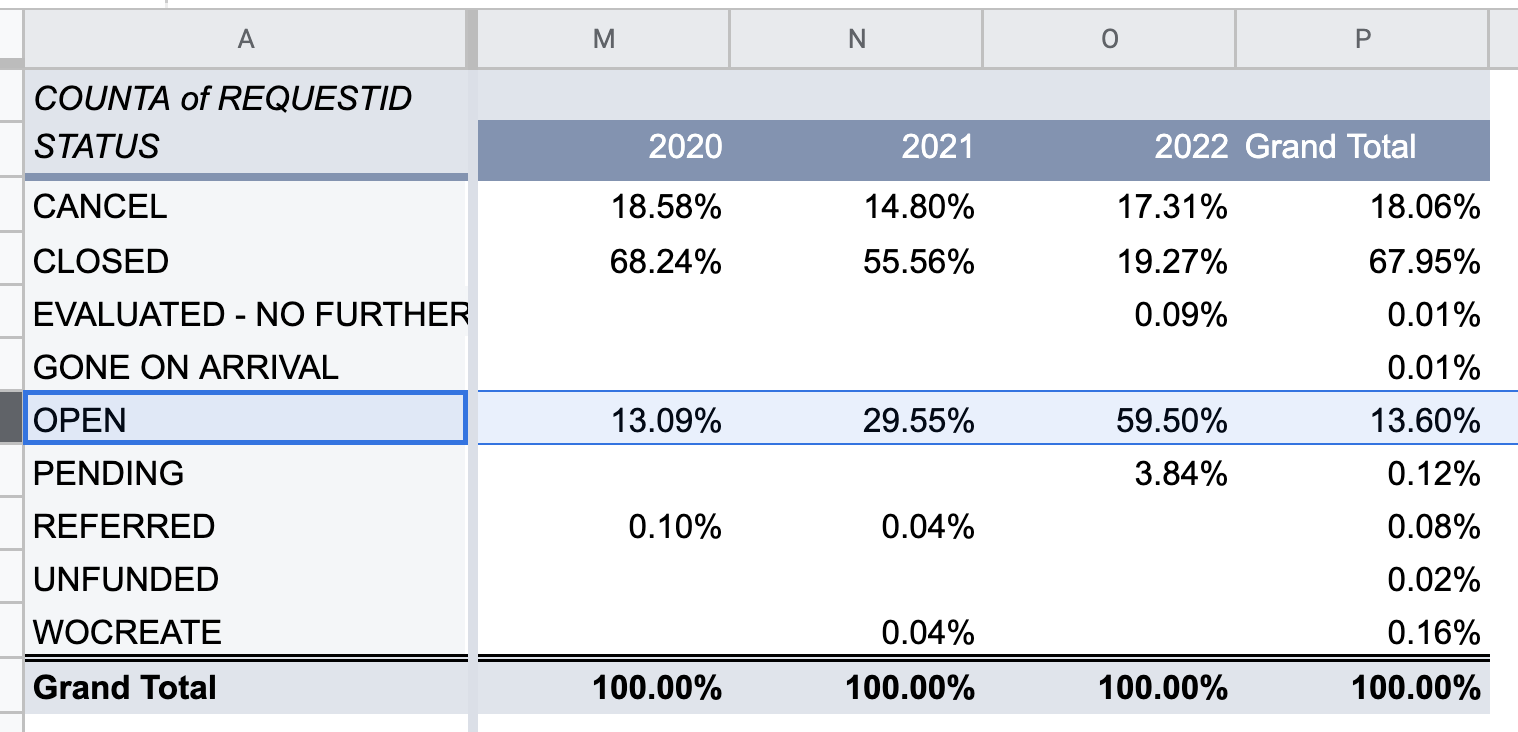 A M N O P
COUNTA of REQUESTID
STATUS 2020 2021 2022 Grand Total
CANCEL 18.58% 14.80% 17.31% 18.06%
CLOSED 68.24% 55.56% 19.27% 67.95%
EVALUATED - NO FURTHER 0.09% 0.01%
GONE ON ARRIVAL 0.01%
OPEN 13.09% 29.55% 59.50% 13.60%
PENDING 3.84% 0.12%
REFERRED 0.10% 0.04% 0.08%
UNFUNDED 0.02%
WOCREATE 0.04% 0.16%
Grand Total 100.00% 100.00% 100.00% 100.00%